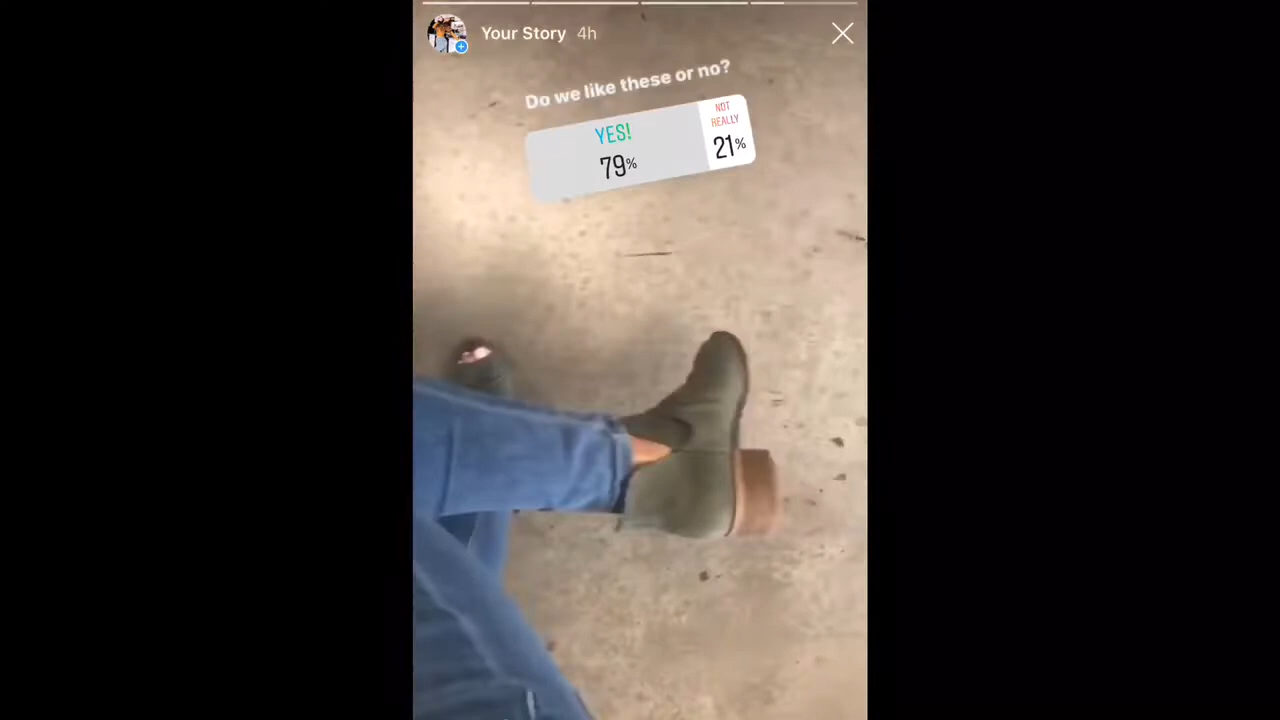 Your Story 4h
Do we like these or no?
YES!
79%
NOT
REALLY
21%